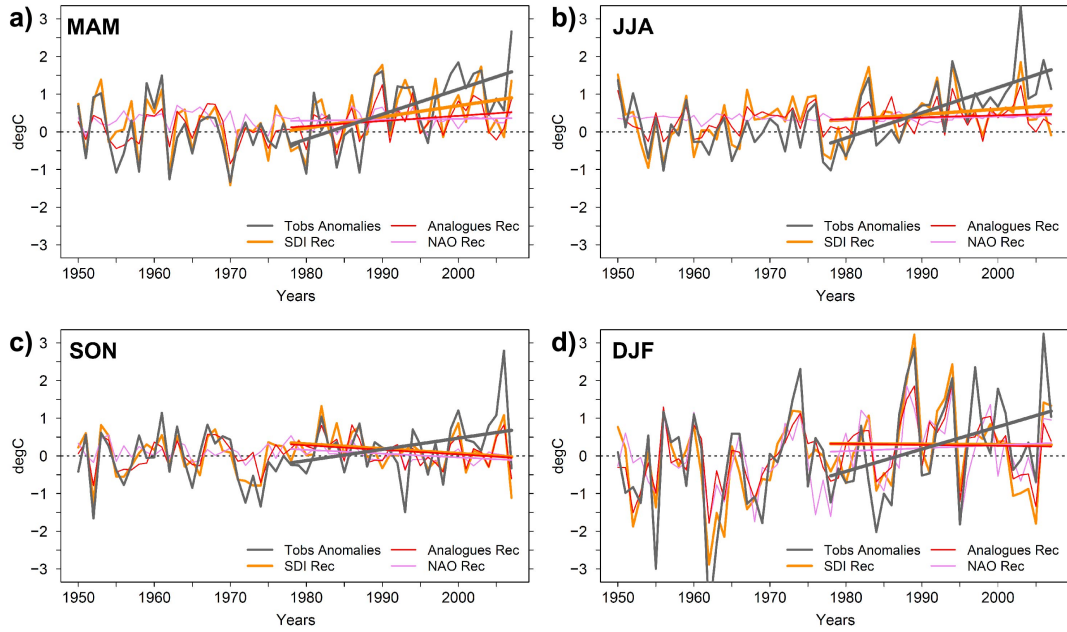 a) MAM
3
2
1
0
−1
−2
−3
degC
Tobs Anomalies Analogues Rec
SDI Rec NAO Rec
1950 1960 1970 1980 1990 2000
Years
b) JJA
3
2
1
0
−1
−2
−3
degC
Tobs Anomalies Analogues Rec
SDI Rec NAO Rec
1950 1960 1970 1980 1990 2000
Years
c) SON
3
2
1
0
−1
−2
−3
degC
Tobs Anomalies Analogues Rec
SDI Rec NAO Rec
1950 1960 1970 1980 1990 2000
Years
d) DJF
3
2
1
0
−1
−2
−3
degC
Tobs Anomalies Analogues Rec
SDI Rec NAO Rec
1950 1960 1970 1980 1990 2000
Years